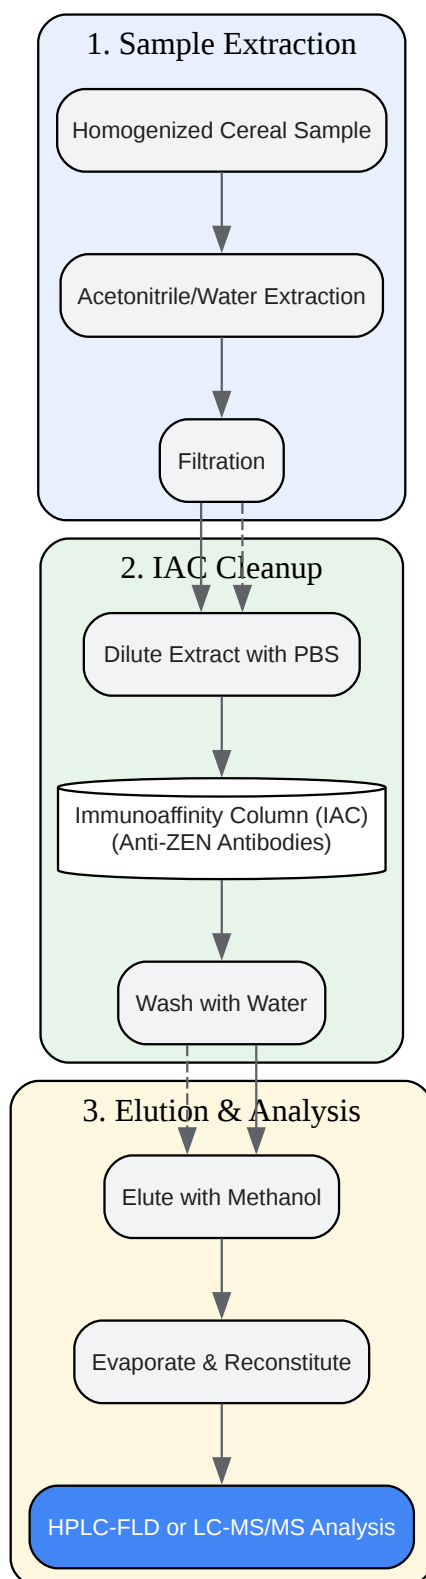 1. Sample Extraction
Homogenized Cereal Sample
Acetonitrile/Water Extraction
Filtration
2. IAC Cleanup
Dilute Extract with PBS
Immunoaffinity Column (IAC)
(Anti-ZEN Antibodies)
Wash with Water
3. Elution & Analysis
Elute with Methanol
Evaporate & Reconstitute
HPLC-FLD or LC-MS/MS Analysis